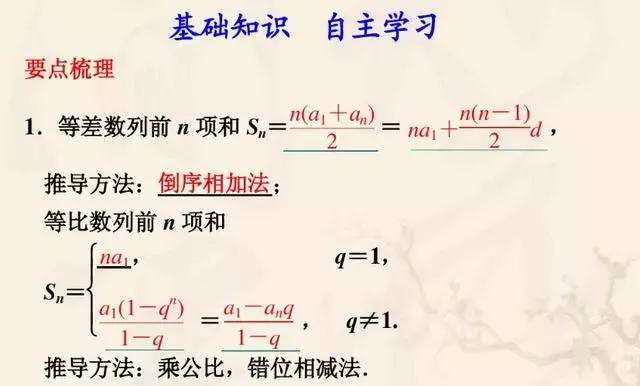 基础知识 自主学习
要点梳理
1. 等差数列前 n 项和 Sₙ=n(a₁+aₙ)/2=na₁+n(n-1)/2 d,
推导方法:倒序相加法;
等比数列前 n 项和
Sₙ={na₁, q=1,
a₁(1-qⁿ)/(1-q)=(a₁-aₙq)/(1-q), q≠1.
推导方法:乘公比,错位相减法.